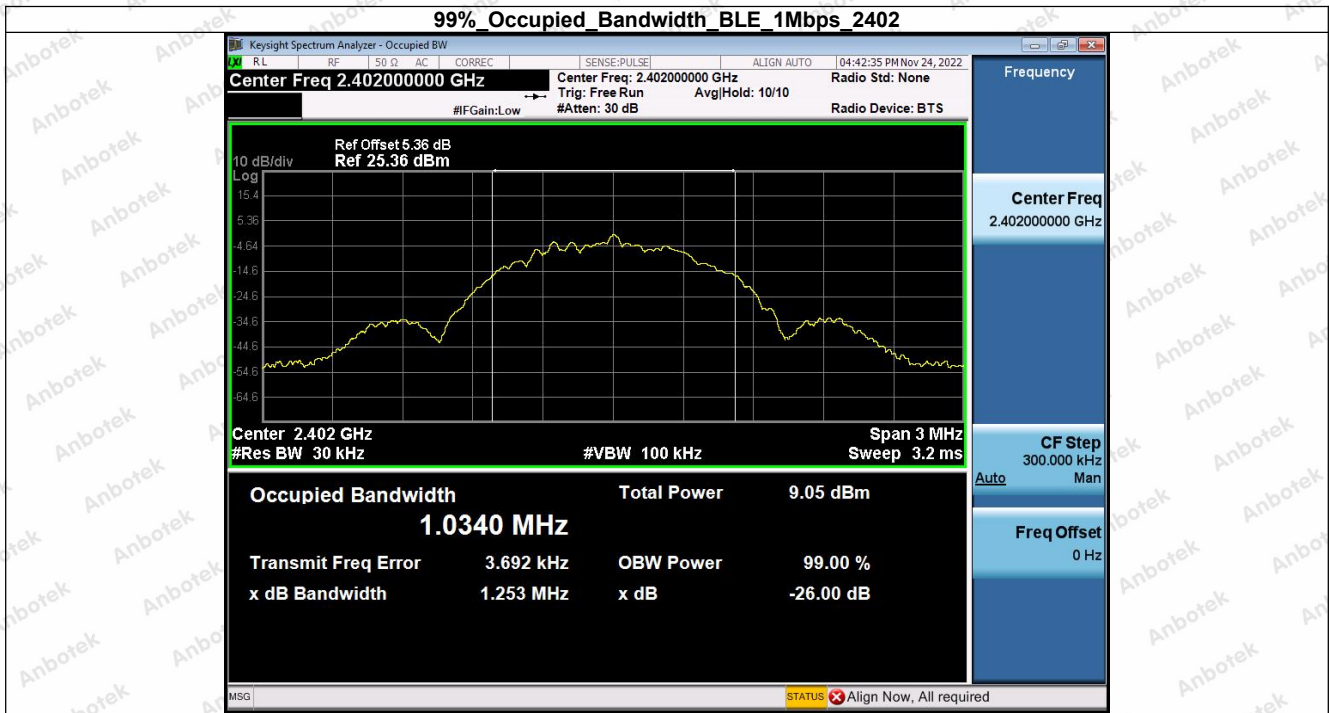 99%_Occupied_Bandwidth_BLE_1Mbps_2402
Keysight Spectrum Analyzer - Occupied BW
LXI RL RF 50 Ω AC CORREC SENSE:PULSE ALIGN AUTO 04:42:35 PM Nov 24, 2022
Center Freq 2.402000000 GHz
Center Freq: 2.402000000 GHz Radio Std: None
Trig: Free Run Avg|Hold: 10/10
#IFGain:Low #Atten: 30 dB Radio Device: BTS
Frequency
Ref Offset 5.36 dB
10 dB/div Ref 25.36 dBm
Log
15.4
5.36
-4.64
-14.6
-24.6
-34.6
-44.6
-54.6
-64.6
Center 2.402 GHz Span 3 MHz
#Res BW 30 kHz #VBW 100 kHz Sweep 3.2 ms
Center Freq
2.402000000 GHz
CF Step
300.000 kHz
Auto Man
Freq Offset
0 Hz
Occupied Bandwidth Total Power 9.05 dBm
1.0340 MHz
Transmit Freq Error 3.692 kHz OBW Power 99.00 %
x dB Bandwidth 1.253 MHz x dB -26.00 dB
MSG STATUS Align Now, All required
Anbotek